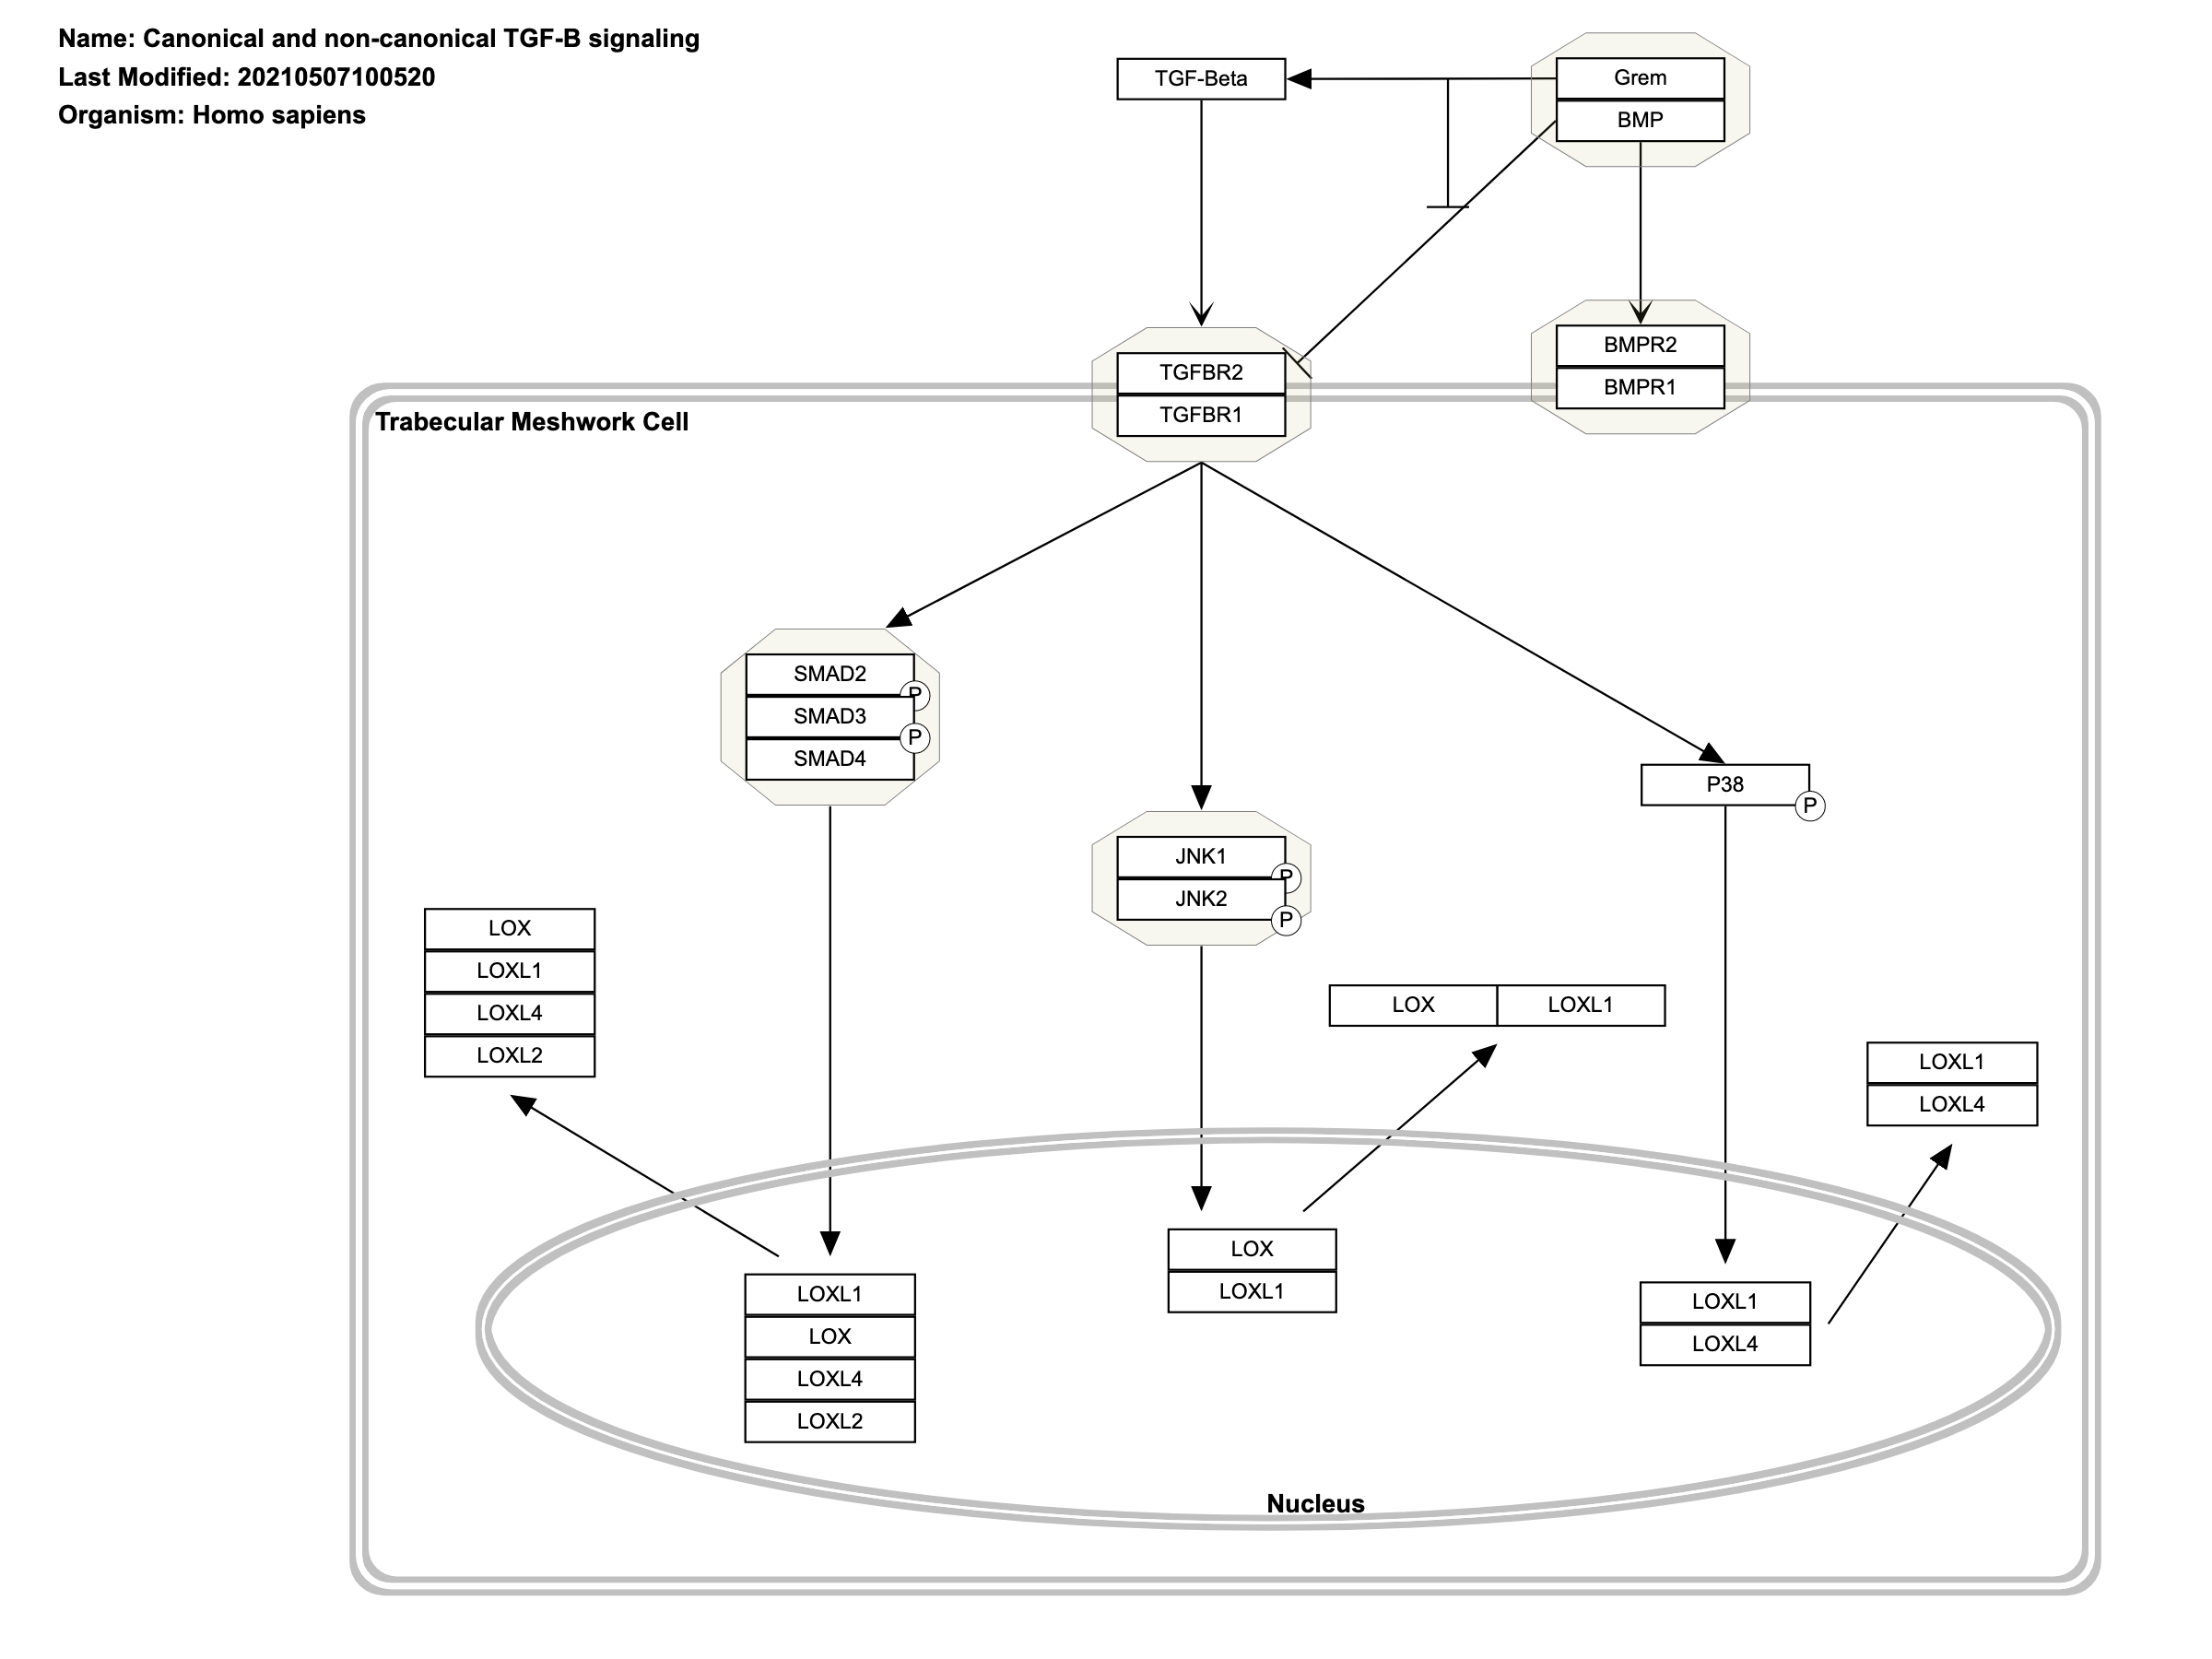 Name: Canonical and non-canonical TGF-B signaling
Last Modified: 20210507100520
Organism: Homo sapiens
TGF-Beta
Grem
BMP
BMPR2
BMPR1
TGFBR2
TGFBR1
Trabecular Meshwork Cell
SMAD2
P
SMAD3
P
SMAD4
P38
P
JNK1
P
JNK2
P
LOX
LOXL1
LOXL4
LOXL2
LOX LOXL1
LOXL1
LOXL4
LOXL1
LOX
LOXL4
LOXL2
LOX
LOXL1
LOXL1
LOXL4
Nucleus